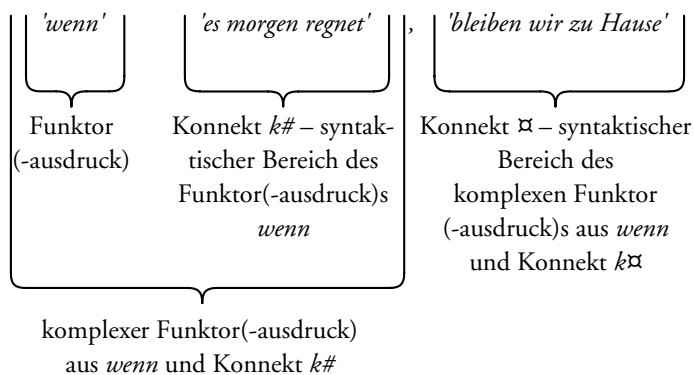 'wenn' 'es morgen regnet' , 'bleiben wir zu Hause'
Funktor
(-ausdruck)
Konnekt k# – syntak-
tischer Bereich des
Funktor(-ausdruck)s
wenn
Konnekt ¤ – syntaktischer
Bereich des
komplexen Funktor
(-ausdruck)s aus wenn
und Konnekt k¤
komplexer Funktor(-ausdruck)
aus wenn und Konnekt k#